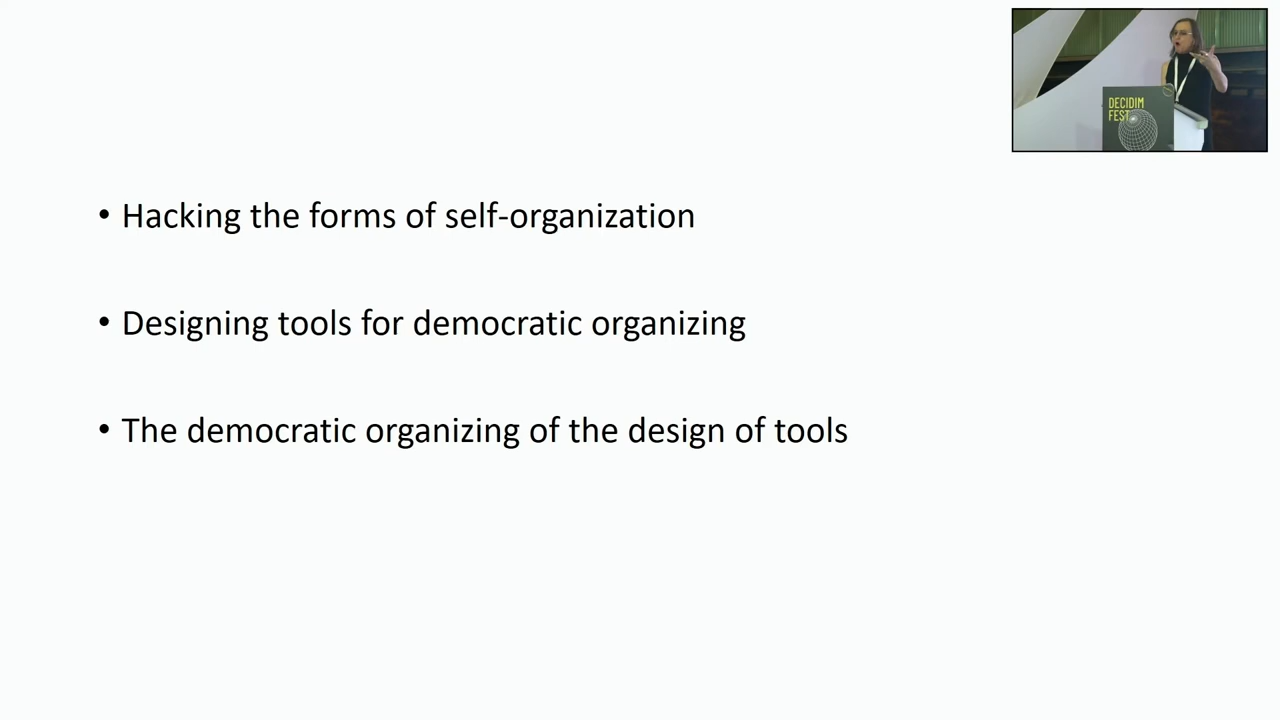 DECIDIM
FEST
• Hacking the forms of self-organization
• Designing tools for democratic organizing
• The democratic organizing of the design of tools